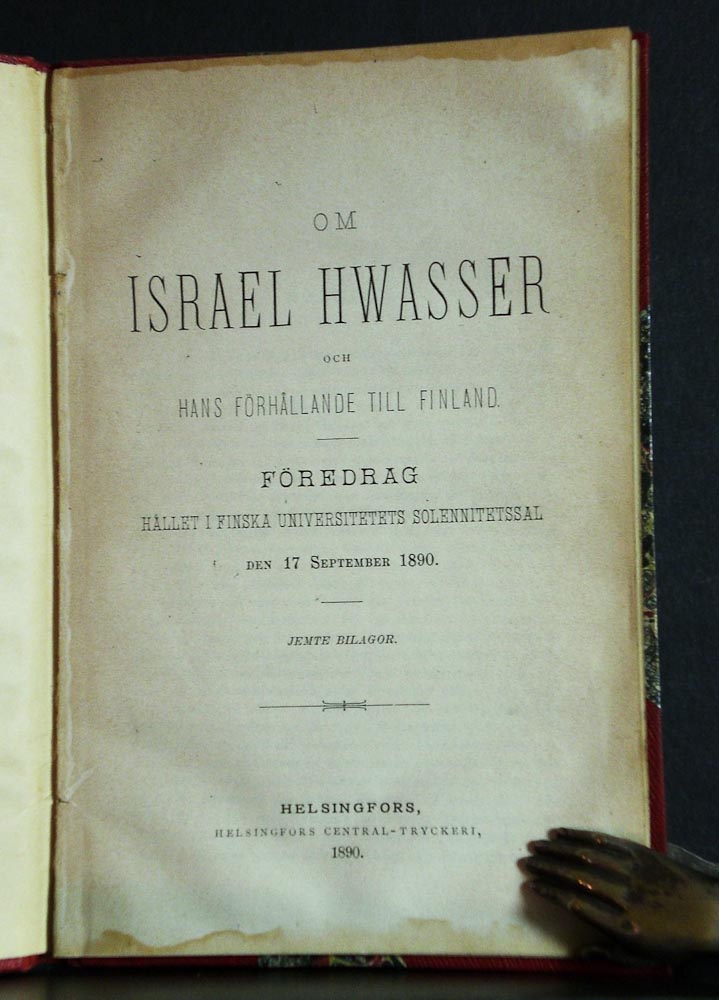 OM
ISRAEL HWASSER
OCH
HANS FÖRHÅLLANDE TILL FINLAND.
FÖREDRAG
HÅLLET I FINSKA UNIVERSITETETS SOLENNITETSSAL
DEN 17 SEPTEMBER 1890.
JEMTE BILAGOR.
HELSINGFORS,
HELSINGFORS CENTRAL-TRYCKERI,
1890.